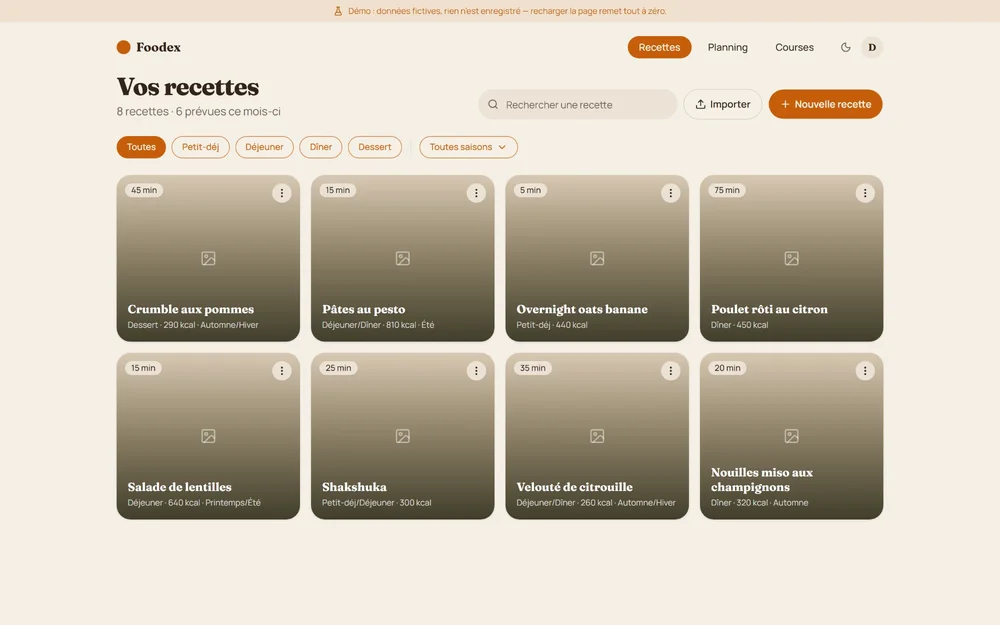 Démo : données fictives, rien n'est enregistré — recharger la page remet tout à zéro.
Foodex
Recettes
Planning
Courses
D
Vos recettes
8 recettes · 6 prévues ce mois-ci
Rechercher une recette
Importer
Nouvelle recette
Toutes
Petit-déj
Déjeuner
Dîner
Dessert
Toutes saisons
45 min
Crumble aux pommes
Dessert · 290 kcal · Automne/Hiver
15 min
Pâtes au pesto
Déjeuner/Dîner · 810 kcal · Été
5 min
Overnight oats banane
Petit-déj · 440 kcal
75 min
Poulet rôti au citron
Dîner · 450 kcal
15 min
Salade de lentilles
Déjeuner · 640 kcal · Printemps/Été
25 min
Shakshuka
Petit-déj/Déjeuner · 300 kcal
35 min
Velouté de citrouille
Déjeuner/Dîner · 260 kcal · Automne/Hiver
20 min
Nouilles miso aux
champignons
Dîner · 320 kcal · Automne